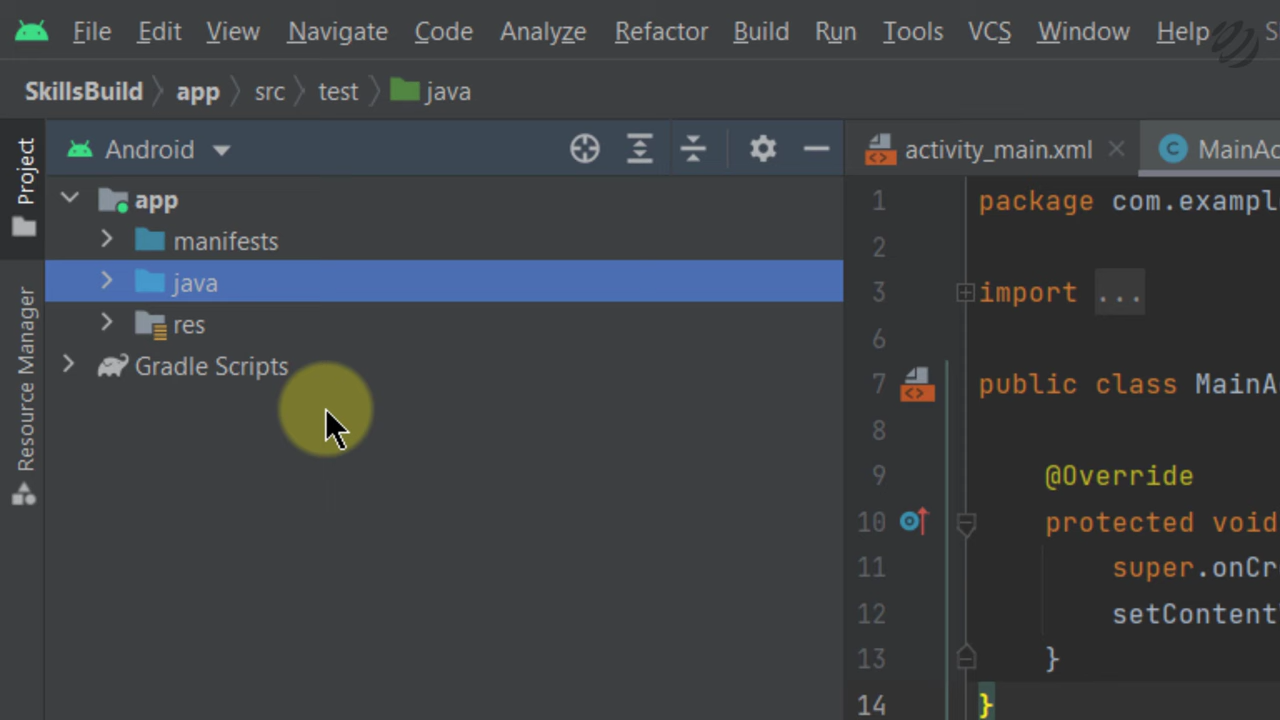 File Edit View Navigate Code Analyze Refactor Build Run Tools VCS Window Help S
SkillsBuild app src test java
Project
Resource Manager
Android
app
manifests
java
res
Gradle Scripts
activity_main.xml MainAc
1 package com.exampl
2
3 import ...
6
7 public class MainA
8
9 @Override
10 protected void
11 super.onCr
12 setContent
13 }
14 }